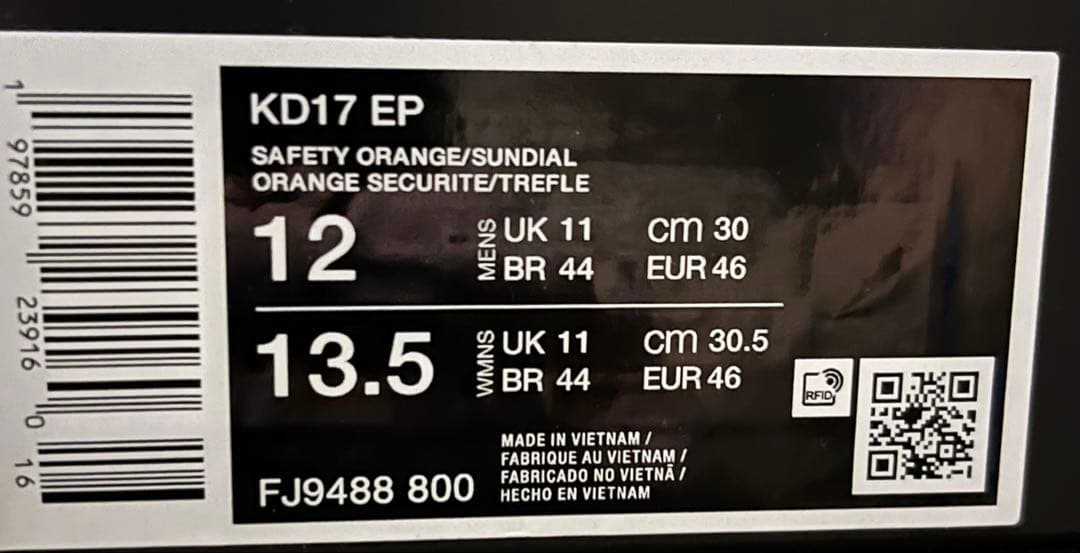 1 97859 23916 0 16
KD17 EP
SAFETY ORANGE/SUNDIAL
ORANGE SECURITE/TREFLE
12
MENS
UK 11 cm 30
BR 44 EUR 46
13.5
WMNS
UK 11 cm 30.5
BR 44 EUR 46
RFID
MADE IN VIETNAM /
FABRIQUE AU VIETNAM /
FABRICADO NO VIETNÃ /
HECHO EN VIETNAM
FJ9488 800